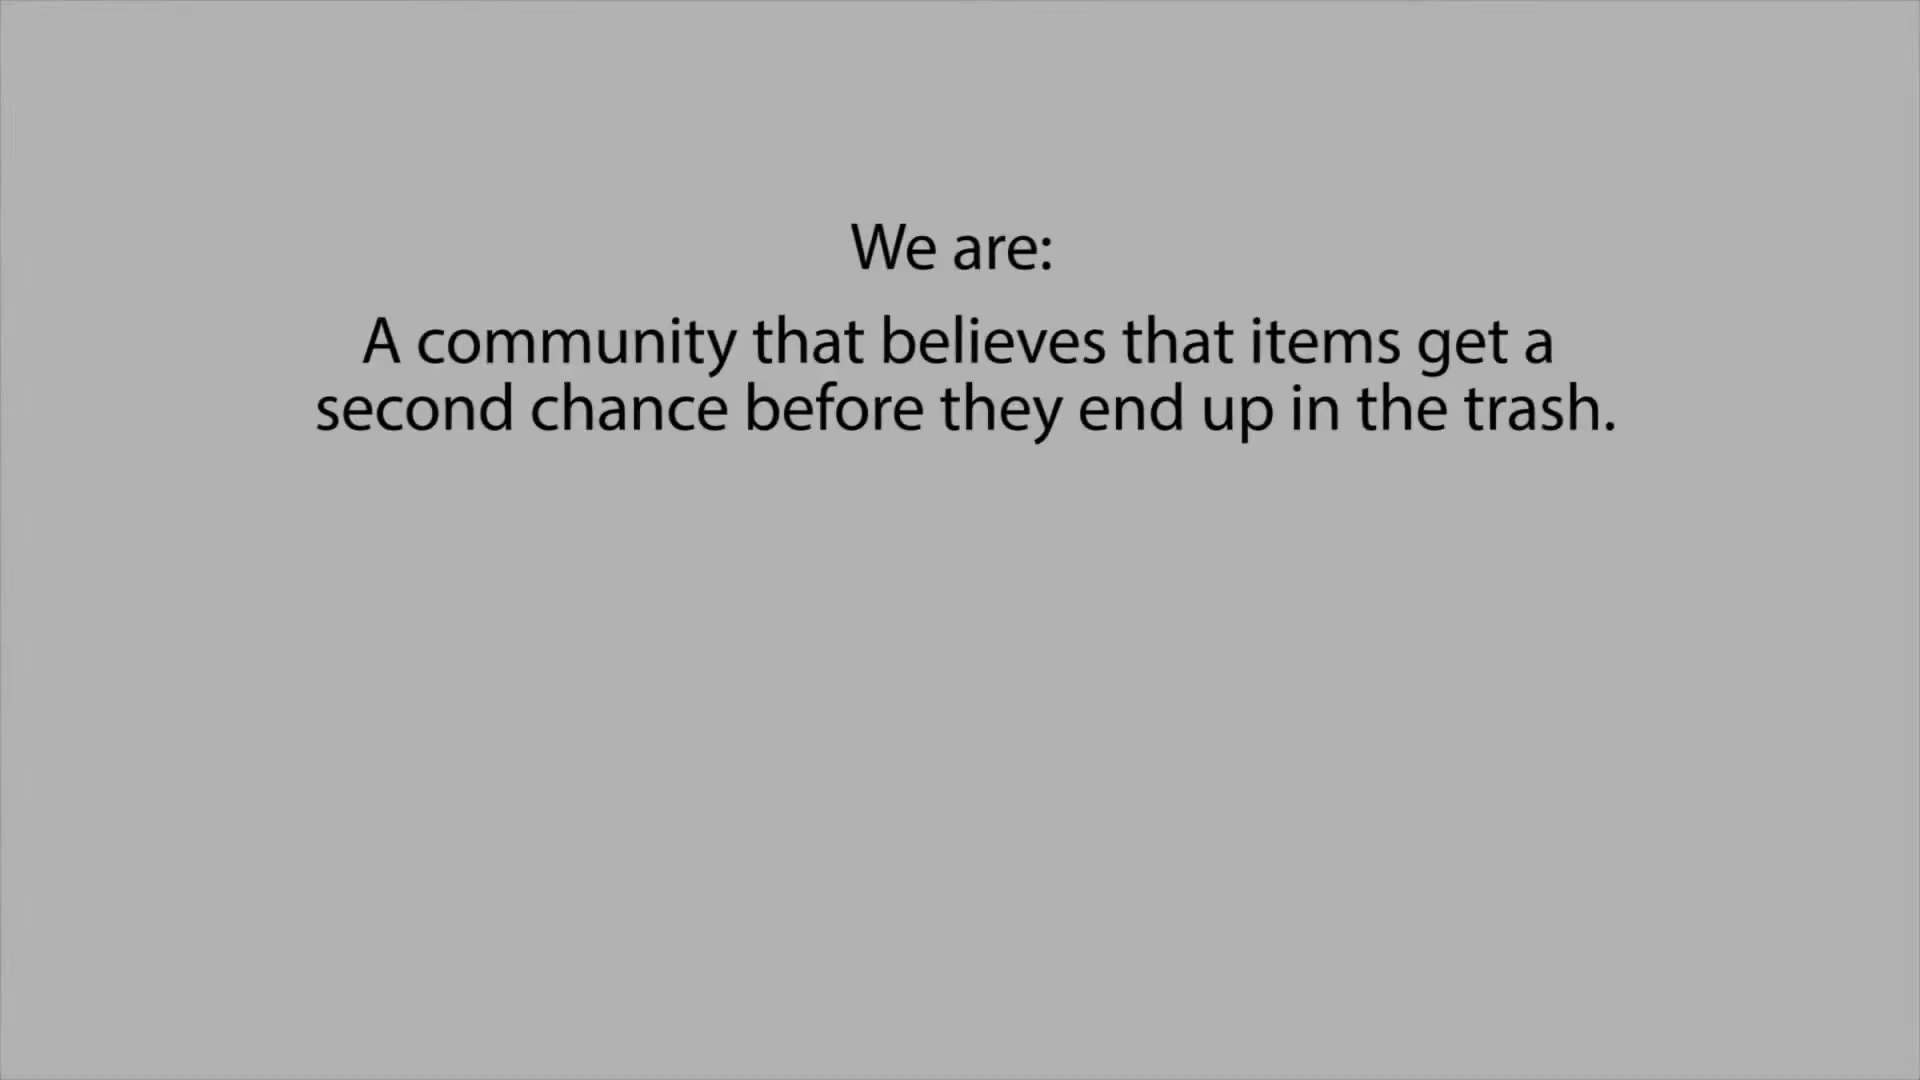 We are:
A community that believes that items get a
second chance before they end up in the trash.